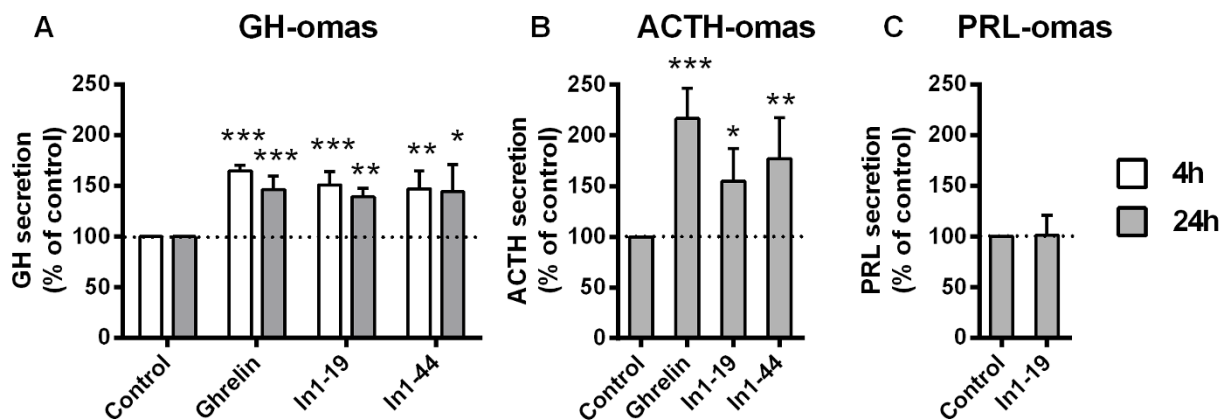 A GH-omas
B ACTH-omas
C PRL-omas
GH secretion
(% of control)
250
200
150
100
50
0
*** *** *** ** ** *
Control Ghrelin In1-19 In1-44
ACTH secretion
(% of control)
250
200
150
100
50
0
*** * **
Control Ghrelin In1-19 In1-44
PRL secretion
(% of control)
250
200
150
100
50
0
Control In1-19
4h
24h